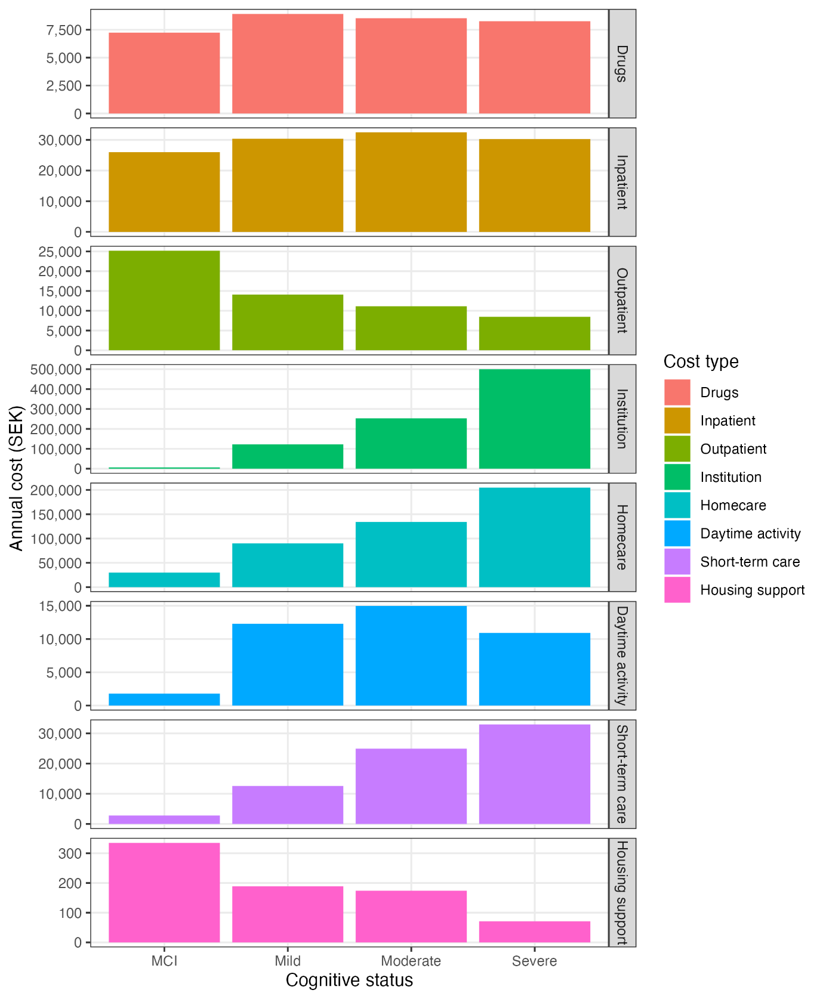 7,500
5,000
2,500
0
Drugs
30,000
20,000
10,000
0
Inpatient
25,000
20,000
15,000
10,000
5,000
0
Outpatient
500,000
400,000
300,000
200,000
100,000
0
Institution
200,000
150,000
100,000
50,000
0
Homecare
15,000
10,000
5,000
0
Daytime activity
30,000
20,000
10,000
0
Short-term care
300
200
100
0
Housing support
MCI Mild Moderate Severe
Cognitive status
Annual cost (SEK)
Cost type
Drugs
Inpatient
Outpatient
Institution
Homecare
Daytime activity
Short-term care
Housing support